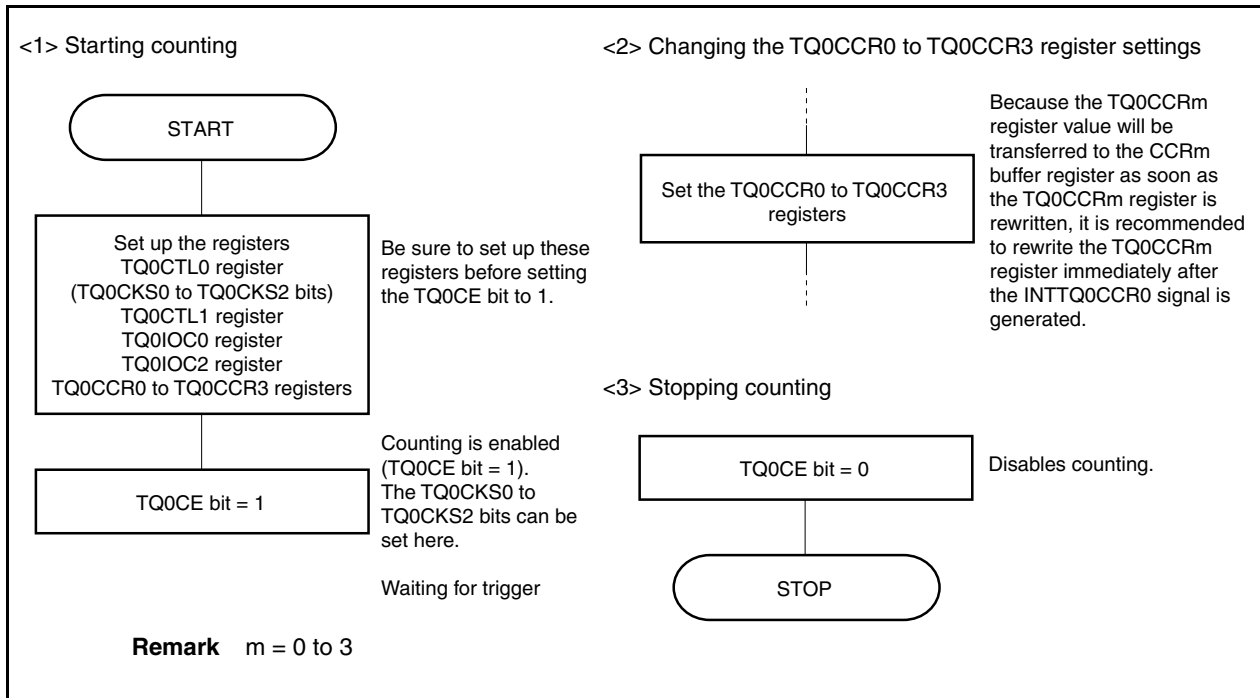 <1> Starting counting
START
Set up the registers
TQ0CTL0 register
(TQ0CKS0 to TQ0CKS2 bits)
TQ0CTL1 register
TQ0IOC0 register
TQ0IOC2 register
TQ0CCR0 to TQ0CCR3 registers
Be sure to set up these
registers before setting
the TQ0CE bit to 1.
TQ0CE bit = 1
Counting is enabled
(TQ0CE bit = 1).
The TQ0CKS0 to
TQ0CKS2 bits can be
set here.
Waiting for trigger
<2> Changing the TQ0CCR0 to TQ0CCR3 register settings
Set the TQ0CCR0 to TQ0CCR3
registers
Because the TQ0CCRm
register value will be
transferred to the CCRm
buffer register as soon as
the TQ0CCRm register is
rewritten, it is recommended
to rewrite the TQ0CCRm
register immediately after
the INTTQ0CCR0 signal is
generated.
<3> Stopping counting
TQ0CE bit = 0
Disables counting.
STOP
Remark m = 0 to 3